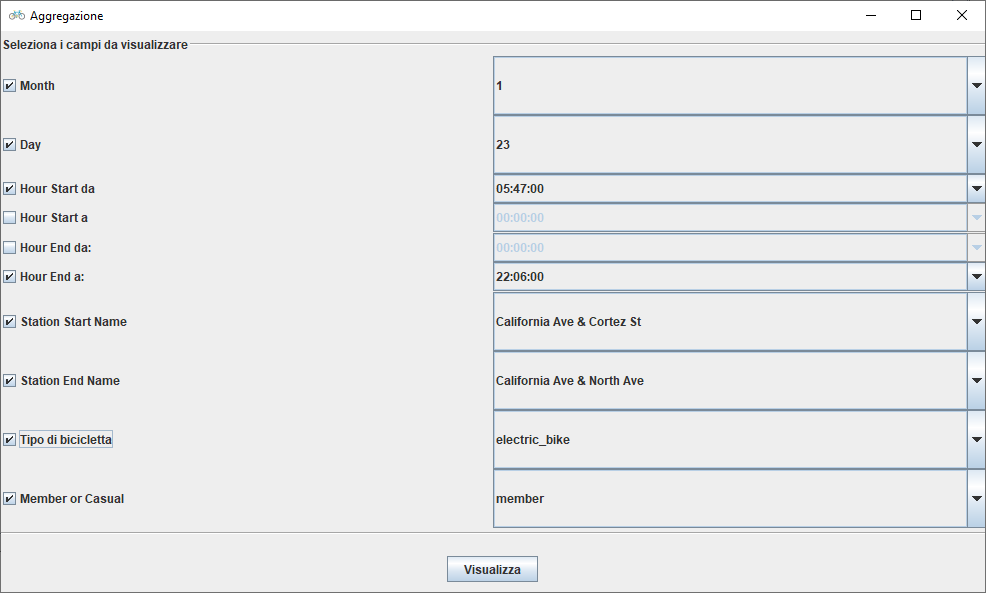 Aggregazione
Seleziona i campi da visualizzare
Month 1
Day 23
Hour Start da 05:47:00
Hour Start a 00:00:00
Hour End da: 00:00:00
Hour End a: 22:06:00
Station Start Name California Ave & Cortez St
Station End Name California Ave & North Ave
Tipo di bicicletta electric_bike
Member or Casual member
Visualizza